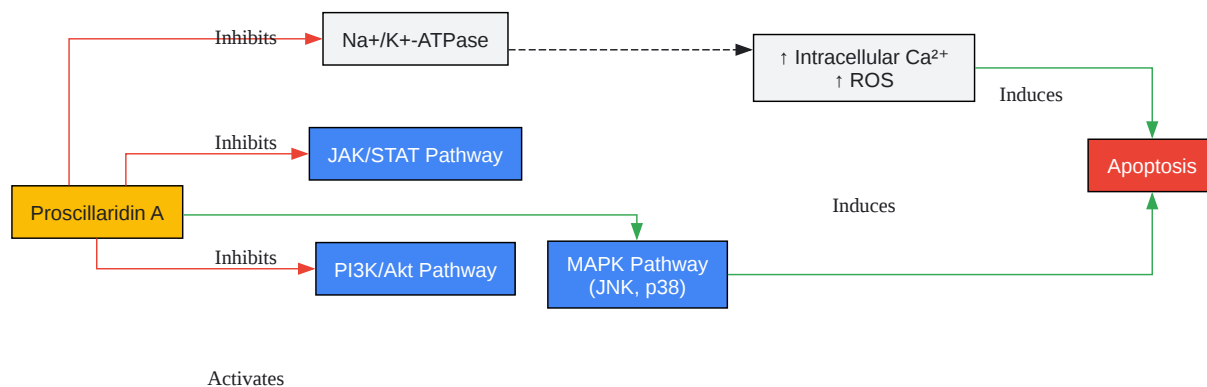 Inhibits
Na+/K+-ATPase
↑ Intracellular Ca²⁺
↑ ROS
Induces
Inhibits
JAK/STAT Pathway
Apoptosis
Proscillaridin A
Induces
Inhibits
PI3K/Akt Pathway
MAPK Pathway
(JNK, p38)
Activates